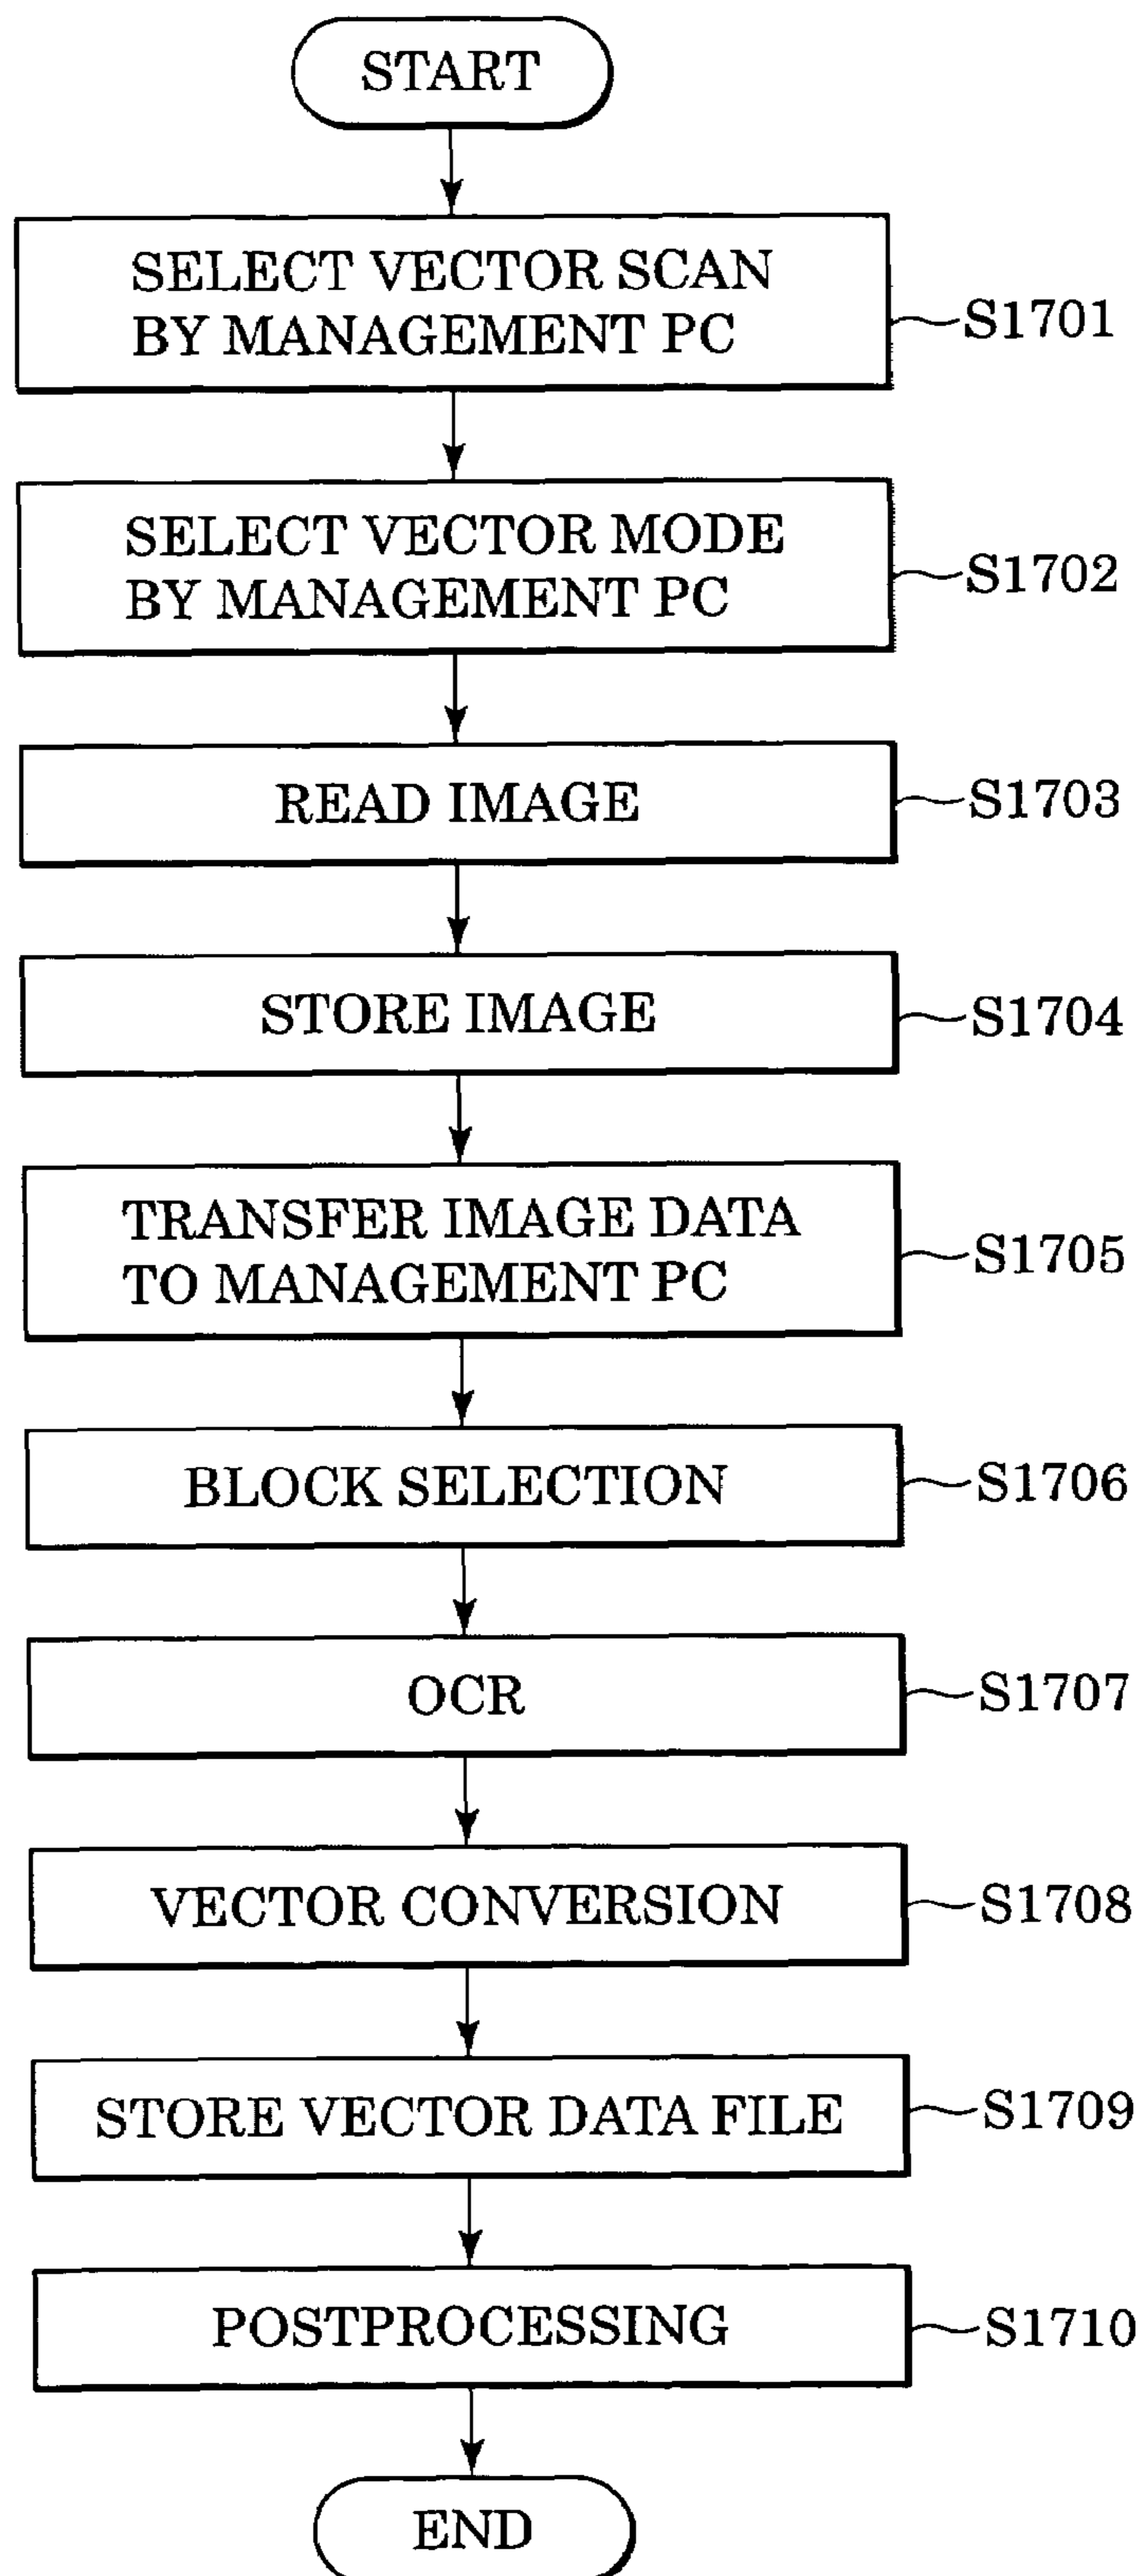 START
SELECT VECTOR SCAN
BY MANAGEMENT PC
S1701
SELECT VECTOR MODE
BY MANAGEMENT PC
S1702
READ IMAGE
S1703
STORE IMAGE
S1704
TRANSFER IMAGE DATA
TO MANAGEMENT PC
S1705
BLOCK SELECTION
S1706
OCR
S1707
VECTOR CONVERSION
S1708
STORE VECTOR DATA FILE
S1709
POSTPROCESSING
S1710
END